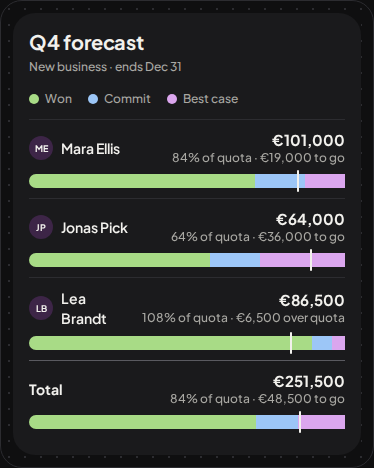 Q4 forecast
New business · ends Dec 31
Won Commit Best case
ME Mara Ellis €101,000
84% of quota · €19,000 to go
JP Jonas Pick €64,000
64% of quota · €36,000 to go
LB Lea Brandt €86,500
108% of quota · €6,500 over quota
Total €251,500
84% of quota · €48,500 to go